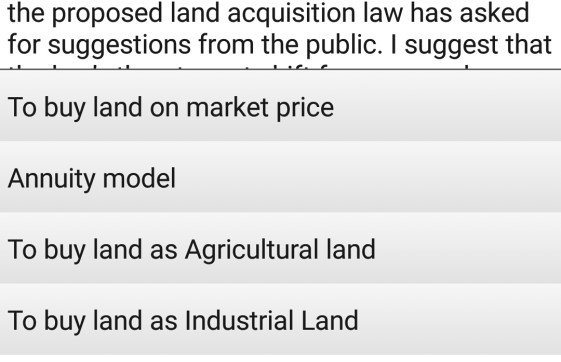 the proposed land acquisition law has asked
for suggestions from the public. I suggest that
To buy land on market price
Annuity model
To buy land as Agricultural land
To buy land as Industrial Land